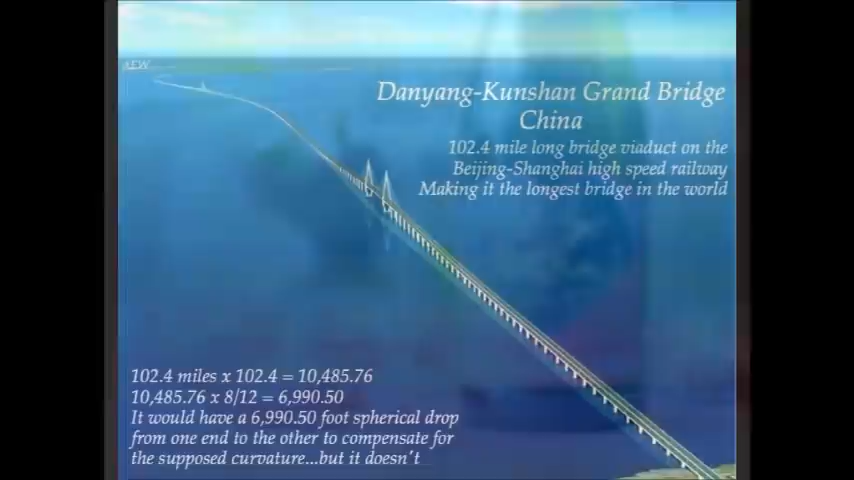 AEW
Danyang-Kunshan Grand Bridge
China
102.4 mile long bridge viaduct on the
Beijing-Shanghai high speed railway
Making it the longest bridge in the world
102.4 miles x 102.4 = 10,485.76
10,485.76 x 8/12 = 6,990.50
It would have a 6,990.50 foot spherical drop
from one end to the other to compensate for
the supposed curvature...but it doesn't